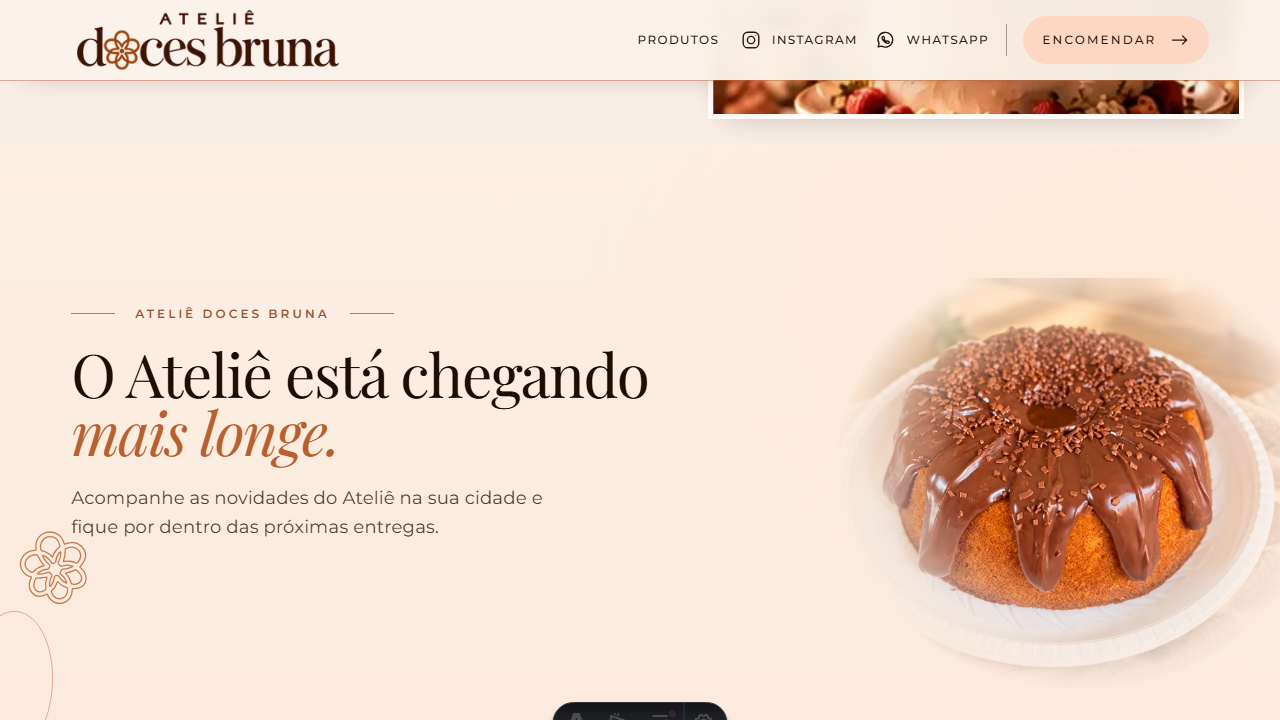 ATELIÊ
doces bruna
PRODUTOS
INSTAGRAM
WHATSAPP
ENCOMENDAR
ATELIÊ DOCES BRUNA
O Ateliê está chegando
mais longe.
Acompanhe as novidades do Ateliê na sua cidade e
fique por dentro das próximas entregas.